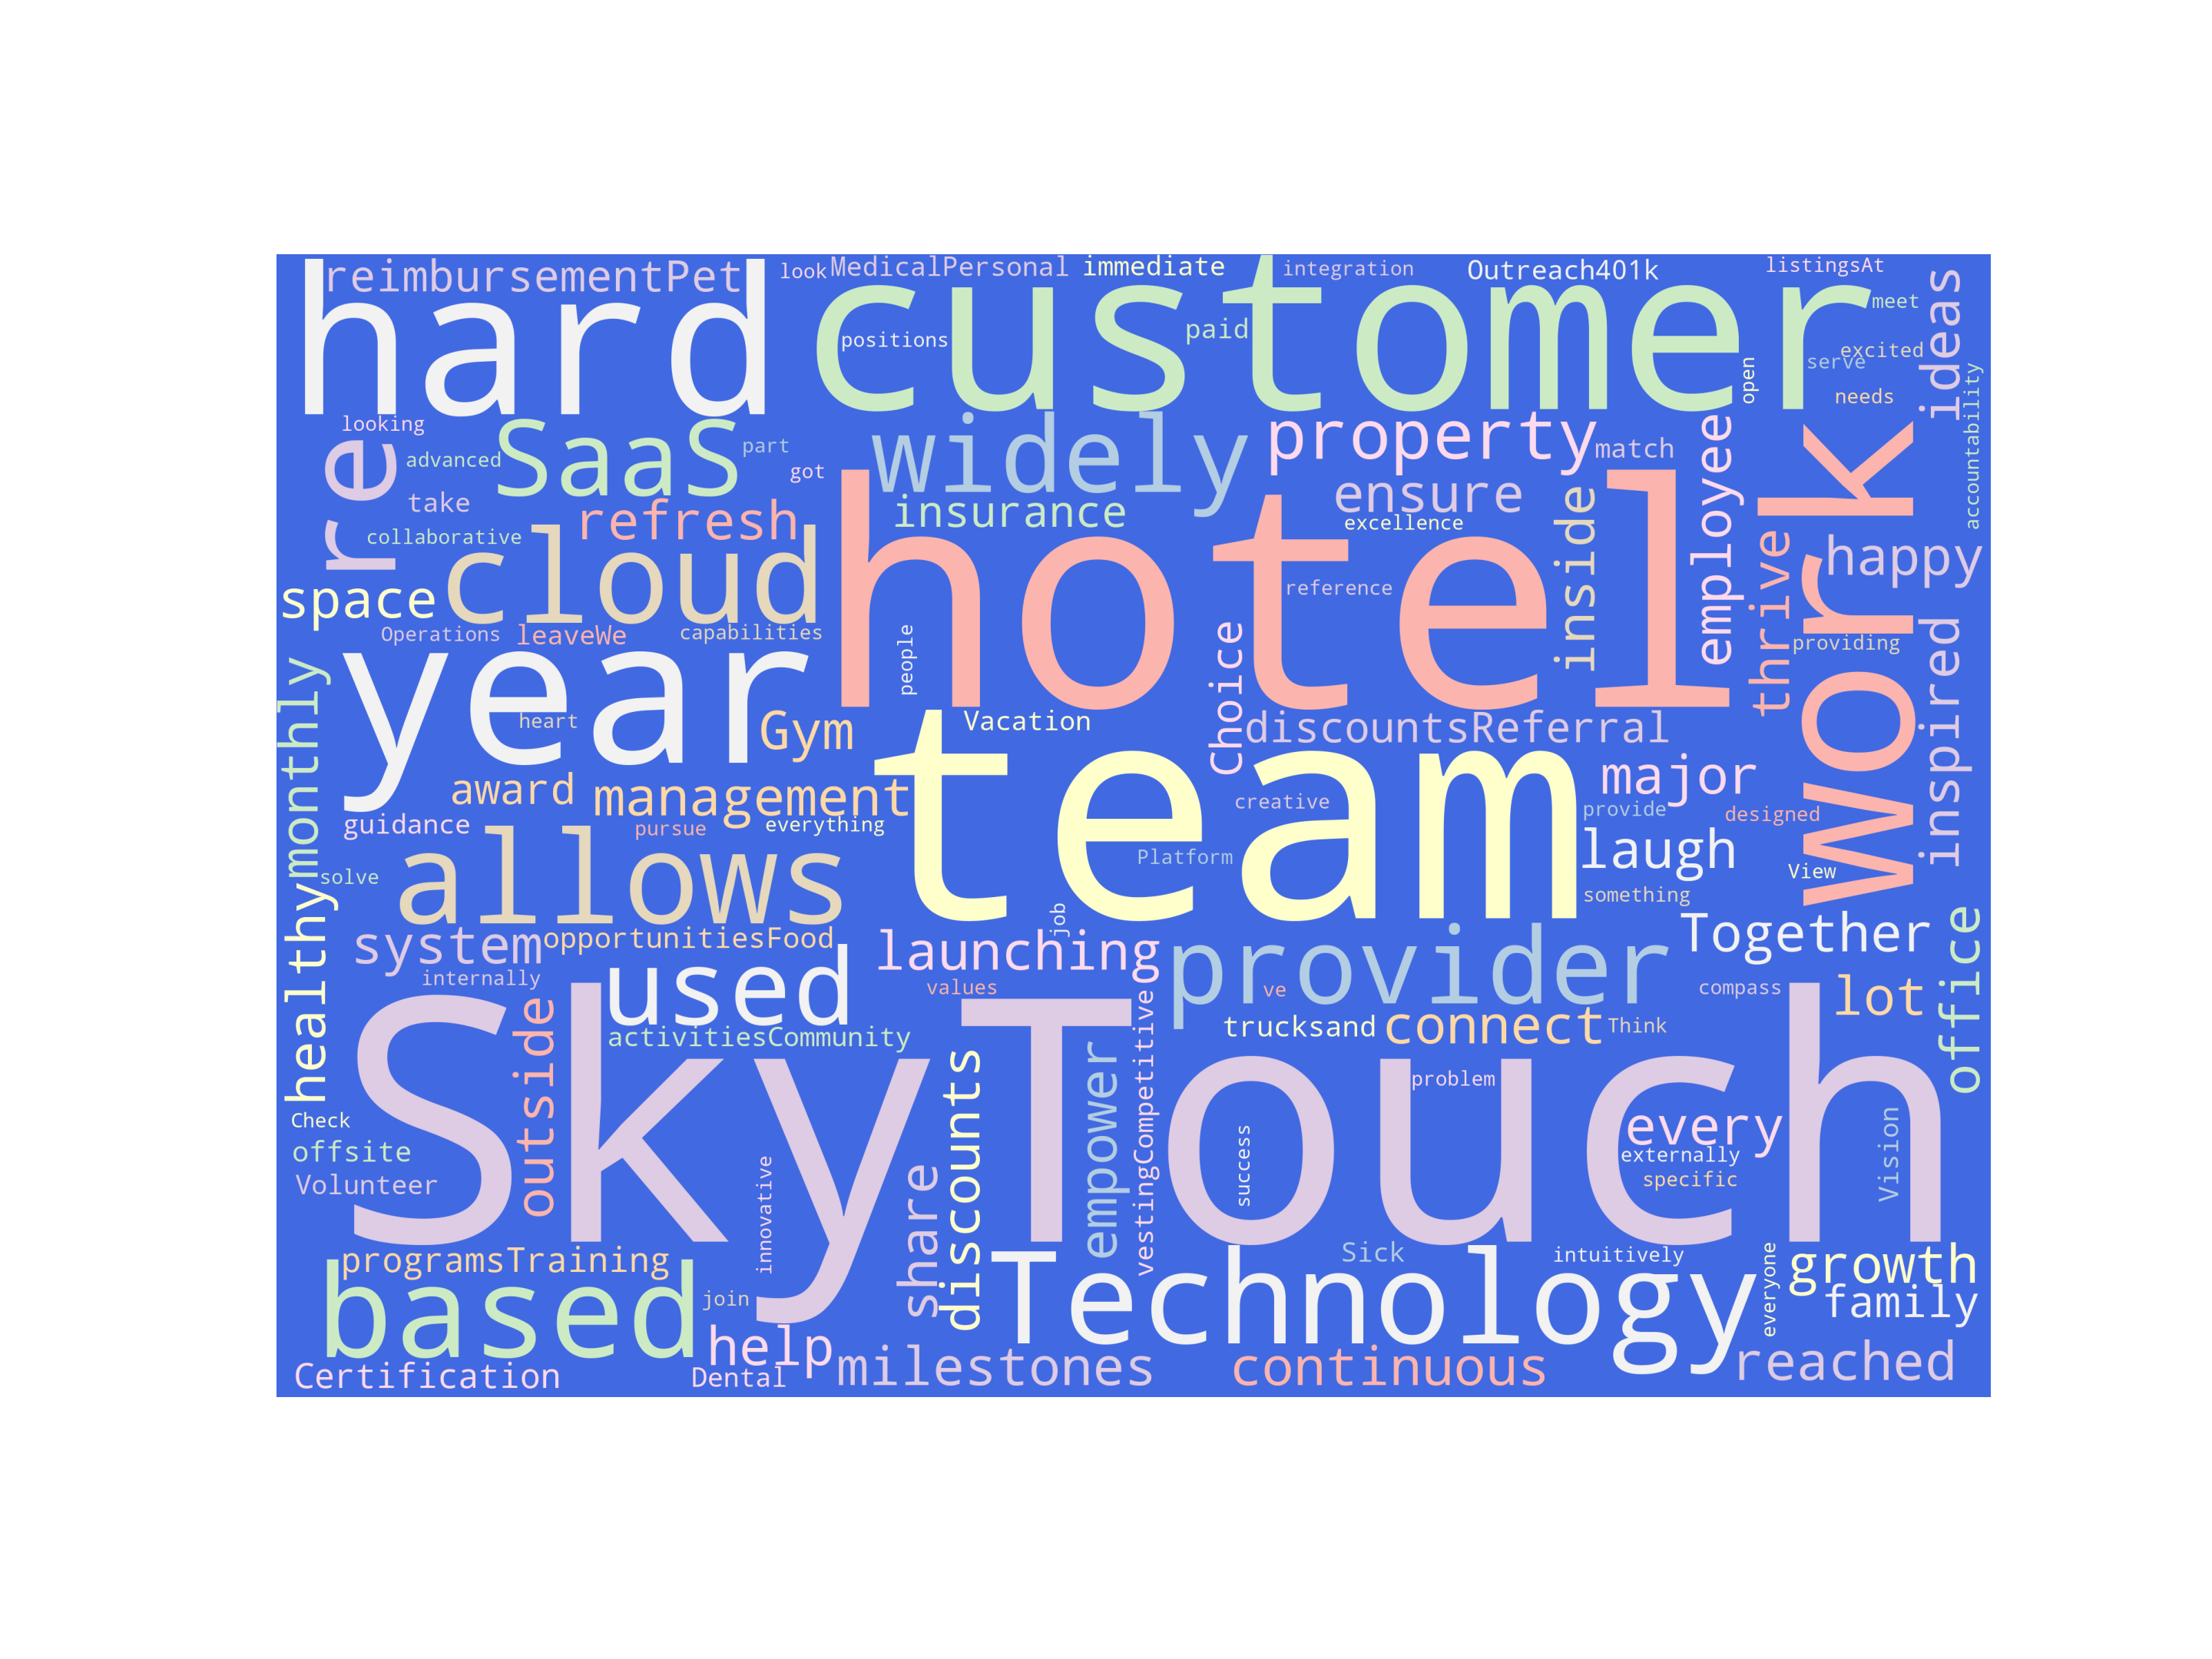 hard
reimbursementPet
look
MedicalPersonal
immediate
integration
Outreach401k
listingsAt
customer
positions
paid
meet
excited
serve
needs
open
ideas
accountability
looking
re
advanced
SaaS
part
got
take
widely
property
match
employee
work
collaborative
refresh
insurance
ensure
excellence
inside
thrive
happy
space
cloud
hotel
reference
Operations
leaveWe
capabilities
people
Choice
providing
inspired
monthly
year
heart
Gym
Vacation
discountsReferral
award
management
team
creative
major
provide
designed
guidance
pursue
everything
Platform
laugh
View
solve
allows
something
healthy
system
opportunitiesFood
job
launching
provider
Together
office
internally
used
values
ve
compass
lot
outside
activitiesCommunity
trucksand
connect
Think
SkyTouch
discounts
empower
vestingCompetitive
problem
every
Check
offsite
Volunteer
innovative
share
success
externally
specific
Vision
programsTraining
Sick
intuitively
everyone
growth
based
join
Technology
family
help
Certification
Dental
milestones
continuous
reached